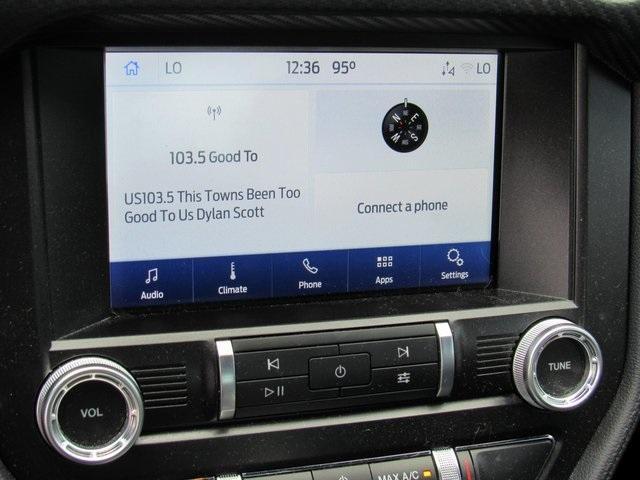 LO 12:36 95° LO
103.5 Good To
US103.5 This Towns Been Too
Good To Us Dylan Scott
N E S W
Connect a phone
Audio Climate Phone Apps Settings
VOL
TUNE
MAX A/C